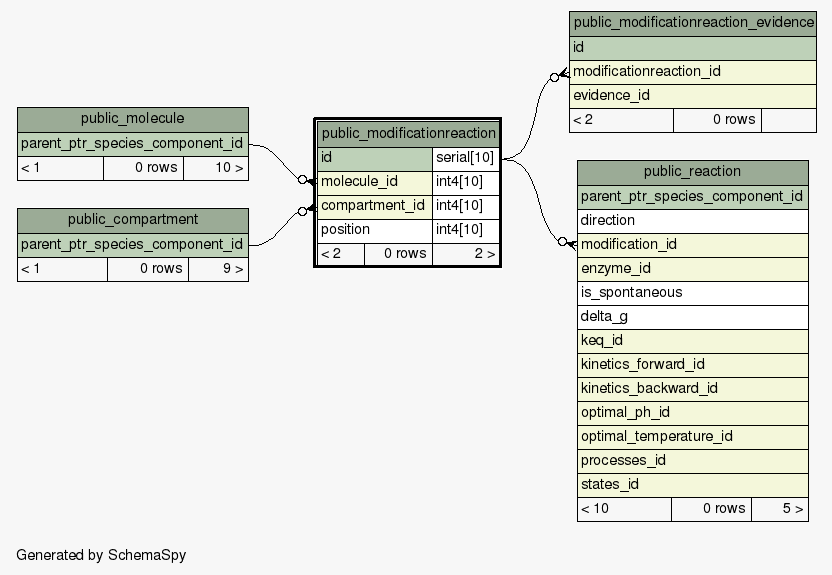 public_modificationreaction_evidence
id
modificationreaction_id
evidence_id
< 2 0 rows
public_molecule
parent_ptr_species_component_id
< 1 0 rows 10 >
public_compartment
parent_ptr_species_component_id
< 1 0 rows 9 >
public_modificationreaction
id serial[10]
molecule_id int4[10]
compartment_id int4[10]
position int4[10]
< 2 0 rows 2 >
public_reaction
parent_ptr_species_component_id
direction
modification_id
enzyme_id
is_spontaneous
delta_g
keq_id
kinetics_forward_id
kinetics_backward_id
optimal_ph_id
optimal_temperature_id
processes_id
states_id
< 10 0 rows 5 >
Generated by SchemaSpy